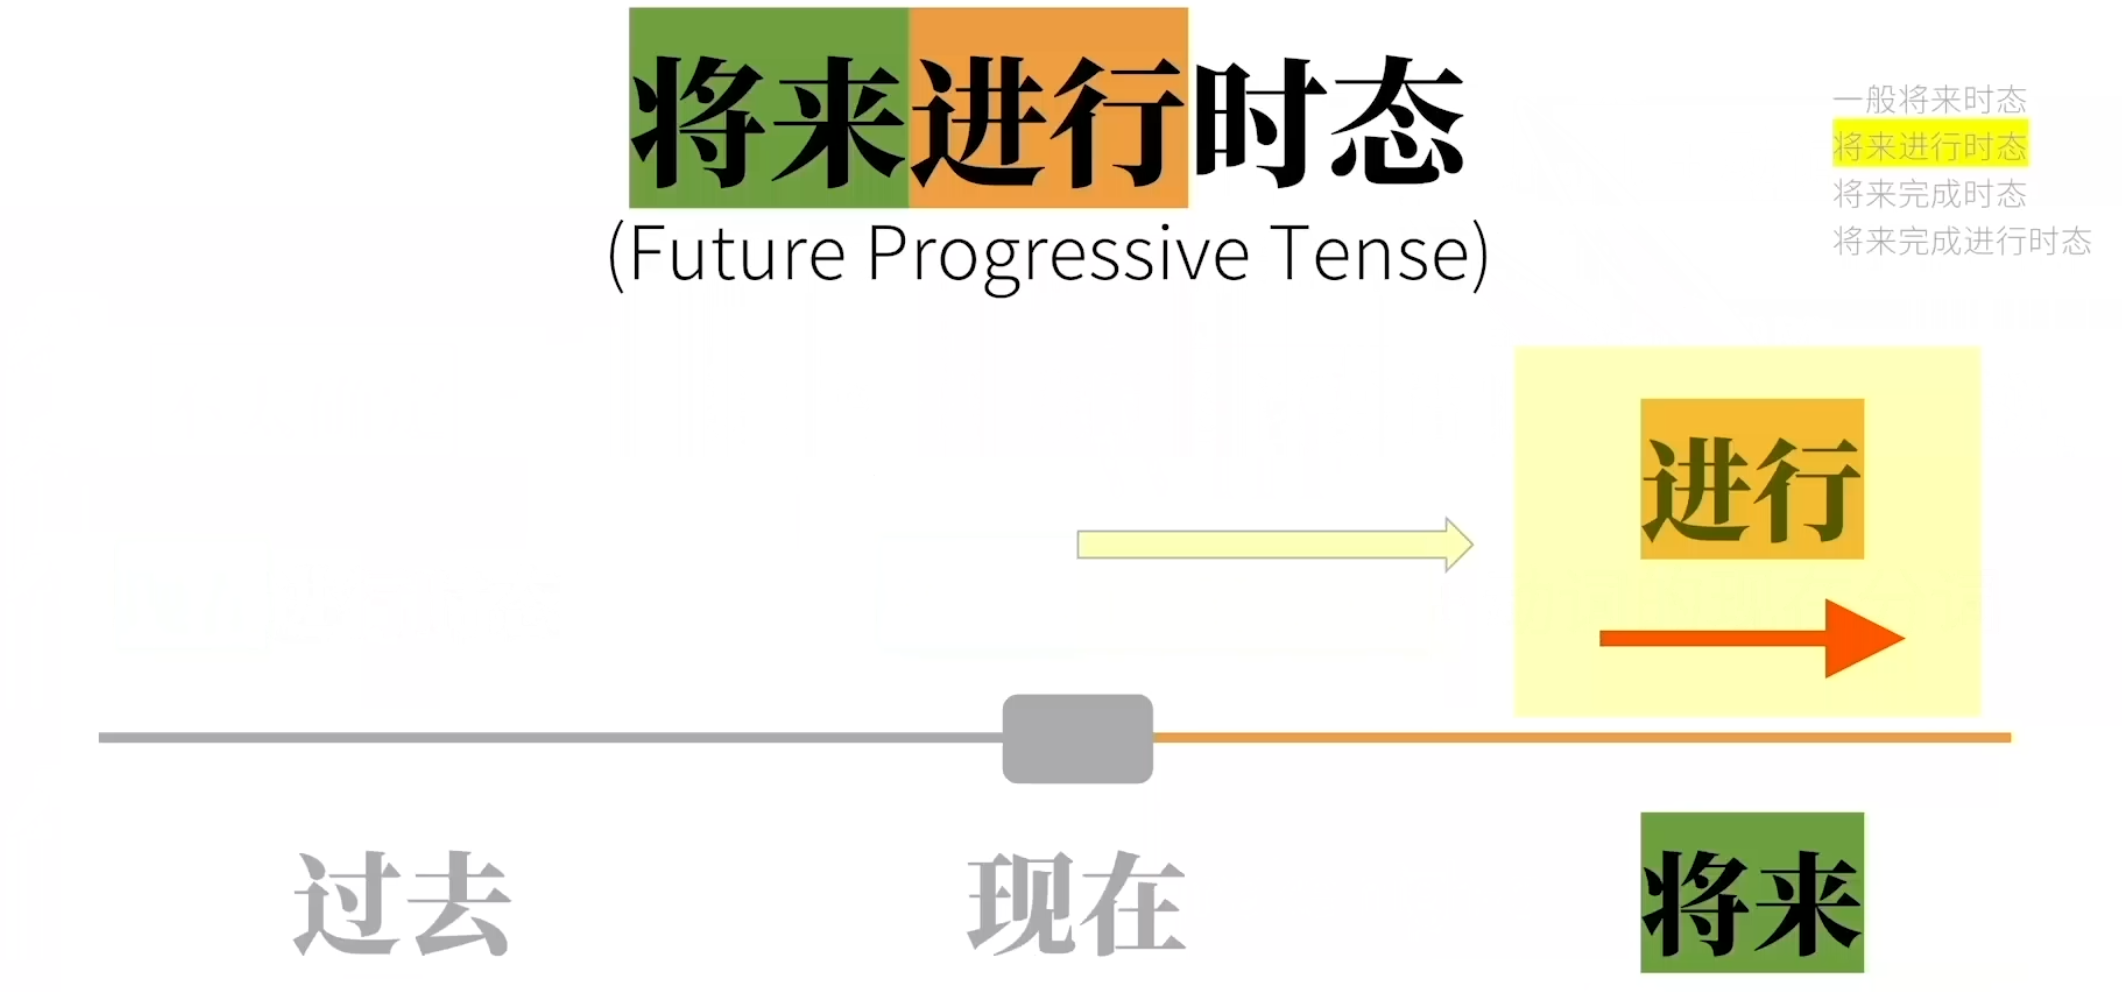 将来进行时态
(Future Progressive Tense)
一般将来时态
将来进行时态
将来完成时态
将来完成进行时态
进行
过去
现在
将来